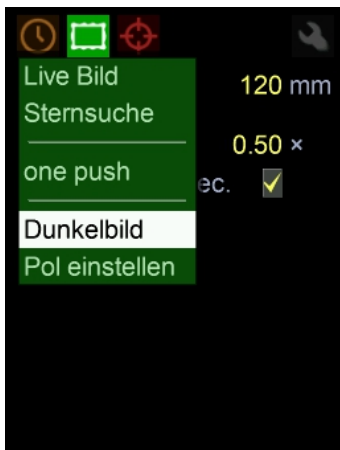 Live Bild
120 mm
Sternsuche
0.50 ×
one push
ec.
Dunkelbild
Pol einstellen